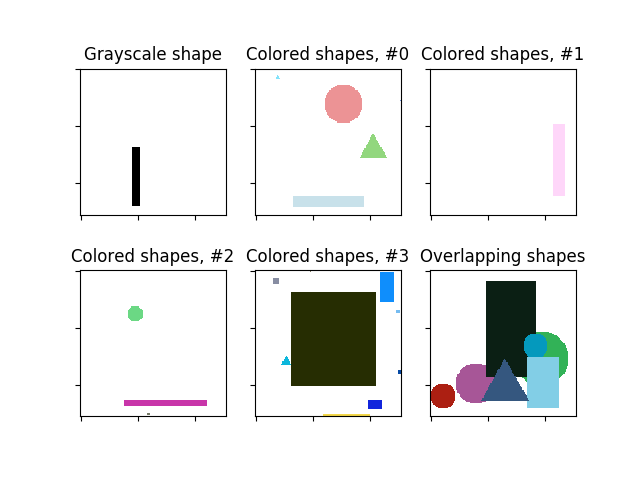 Grayscale shape
Colored shapes, #0
Colored shapes, #1
Colored shapes, #2
Colored shapes, #3
Overlapping shapes